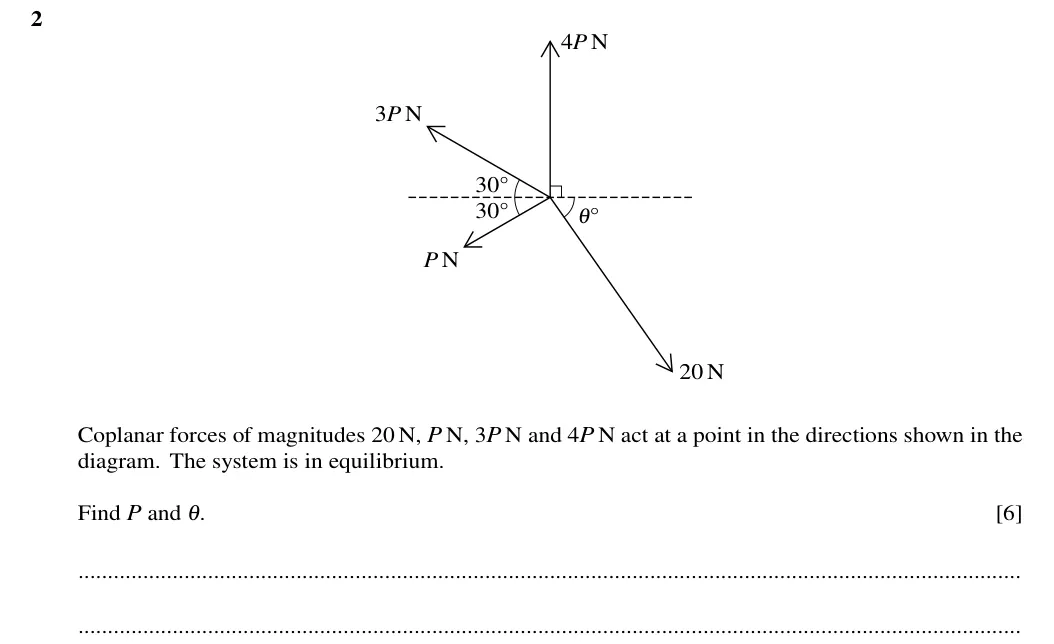 2
4P N
3P N
30°
30°
θ°
P N
20 N
Coplanar forces of magnitudes 20 N, P N, 3P N and 4P N act at a point in the directions shown in the
diagram. The system is in equilibrium.
Find P and θ. [6]